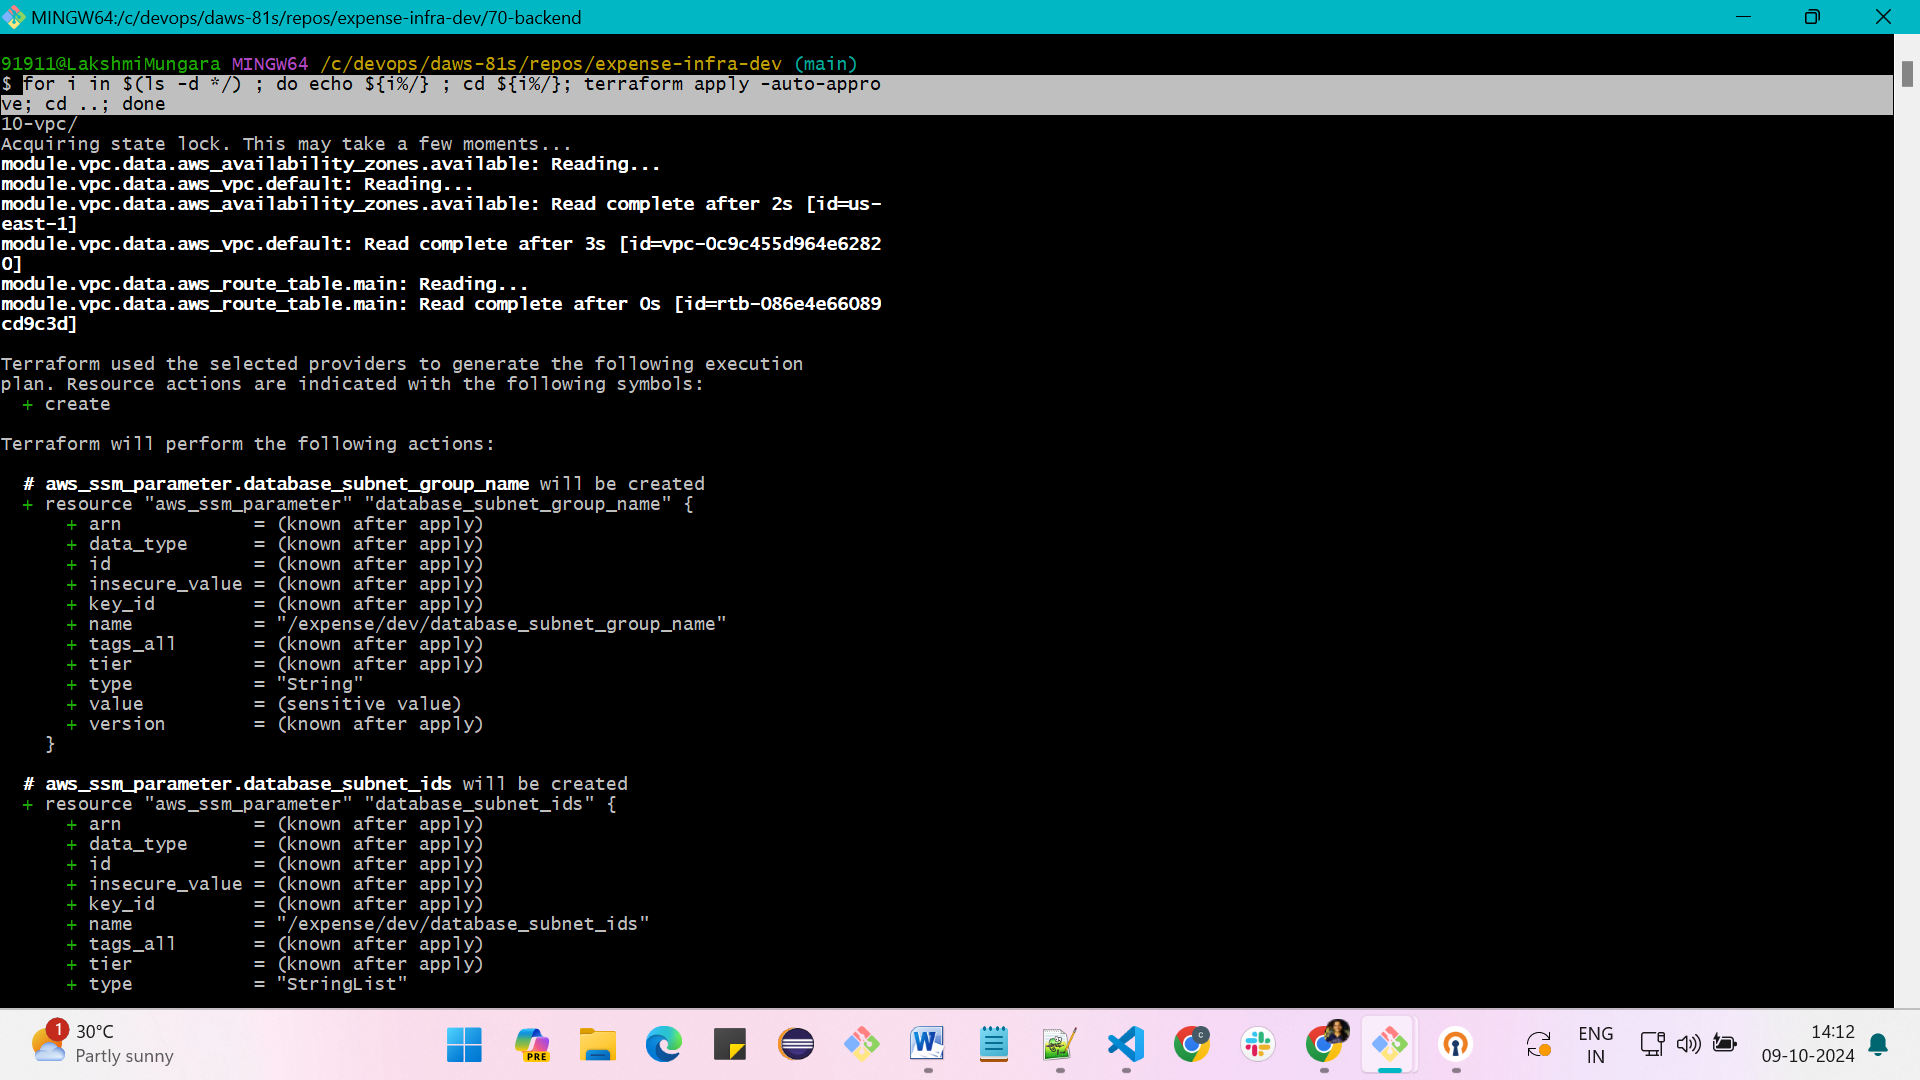 MINGW64:/c/devops/daws-81s/repos/expense-infra-dev/70-backend
91911@LakshmiMungara MINGW64 /c/devops/daws-81s/repos/expense-infra-dev (main)
$ for i in $(ls -d */) ; do echo ${i%/} ; cd ${i%/}; terraform apply -auto-appro
ve; cd ..; done
10-vpc/
Acquiring state lock. This may take a few moments...
module.vpc.data.aws_availability_zones.available: Reading...
module.vpc.data.aws_vpc.default: Reading...
module.vpc.data.aws_availability_zones.available: Read complete after 2s [id=us-
east-1]
module.vpc.data.aws_vpc.default: Read complete after 3s [id=vpc-0c9c455d964e6282
0]
module.vpc.data.aws_route_table.main: Reading...
module.vpc.data.aws_route_table.main: Read complete after 0s [id=rtb-086e4e66089
cd9c3d]
Terraform used the selected providers to generate the following execution
plan. Resource actions are indicated with the following symbols:
+ create
Terraform will perform the following actions:
# aws_ssm_parameter.database_subnet_group_name will be created
+ resource "aws_ssm_parameter" "database_subnet_group_name" {
+ arn = (known after apply)
+ data_type = (known after apply)
+ id = (known after apply)
+ insecure_value = (known after apply)
+ key_id = (known after apply)
+ name = "/expense/dev/database_subnet_group_name"
+ tags_all = (known after apply)
+ tier = (known after apply)
+ type = "String"
+ value = (sensitive value)
+ version = (known after apply)
}
# aws_ssm_parameter.database_subnet_ids will be created
+ resource "aws_ssm_parameter" "database_subnet_ids" {
+ arn = (known after apply)
+ data_type = (known after apply)
+ id = (known after apply)
+ insecure_value = (known after apply)
+ key_id = (known after apply)
+ name = "/expense/dev/database_subnet_ids"
+ tags_all = (known after apply)
+ tier = (known after apply)
+ type = "StringList"
1
30°C
Partly sunny
PRE
W
C
ENG
IN
14:12
09-10-2024